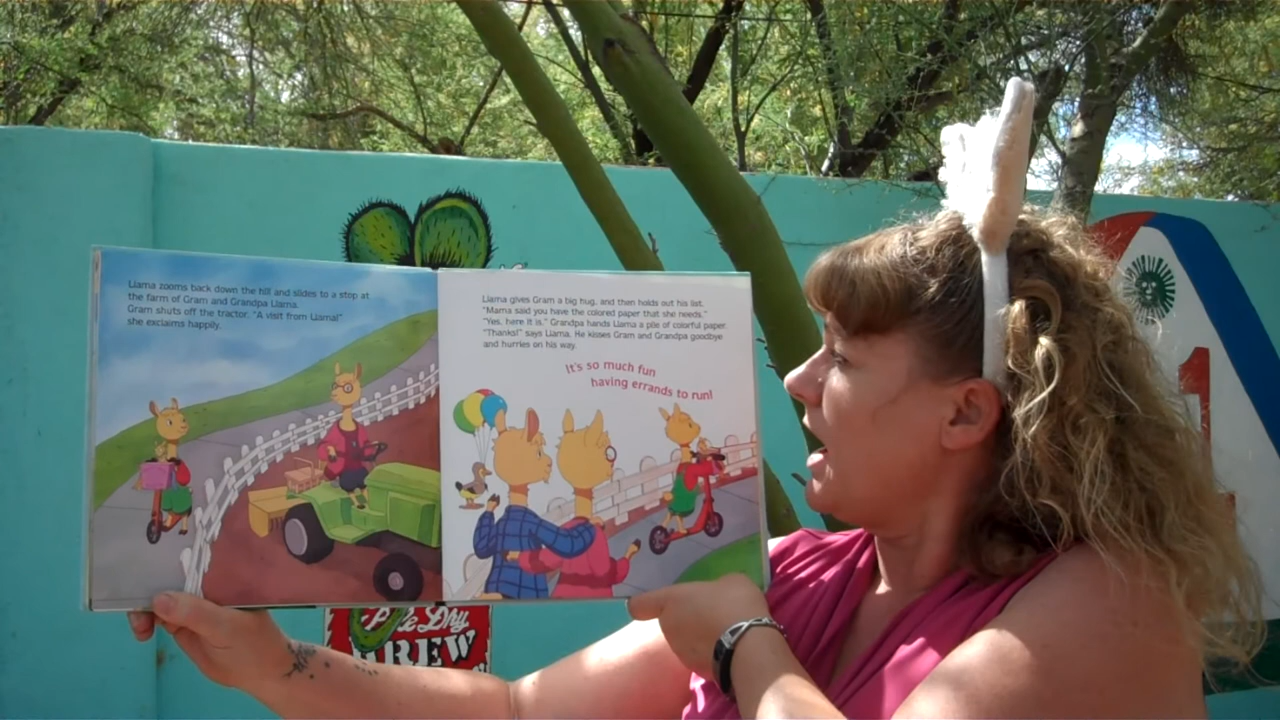 Llama zooms back down the hill and slides to a stop at
the farm of Gram and Grandpa Llama.
Gram shuts off the tractor. "A visit from Llama!"
she exclaims happily.
Llama gives Gram a big hug, and then holds out his list.
"Mama said you have the colored paper that she needs."
"Yes, here it is." Grandpa hands Llama a pile of colorful paper.
"Thanks!" says Llama. He kisses Gram and Grandpa goodbye
and hurries on his way.
It's so much fun
having errands to run!
Dry
BREW
1